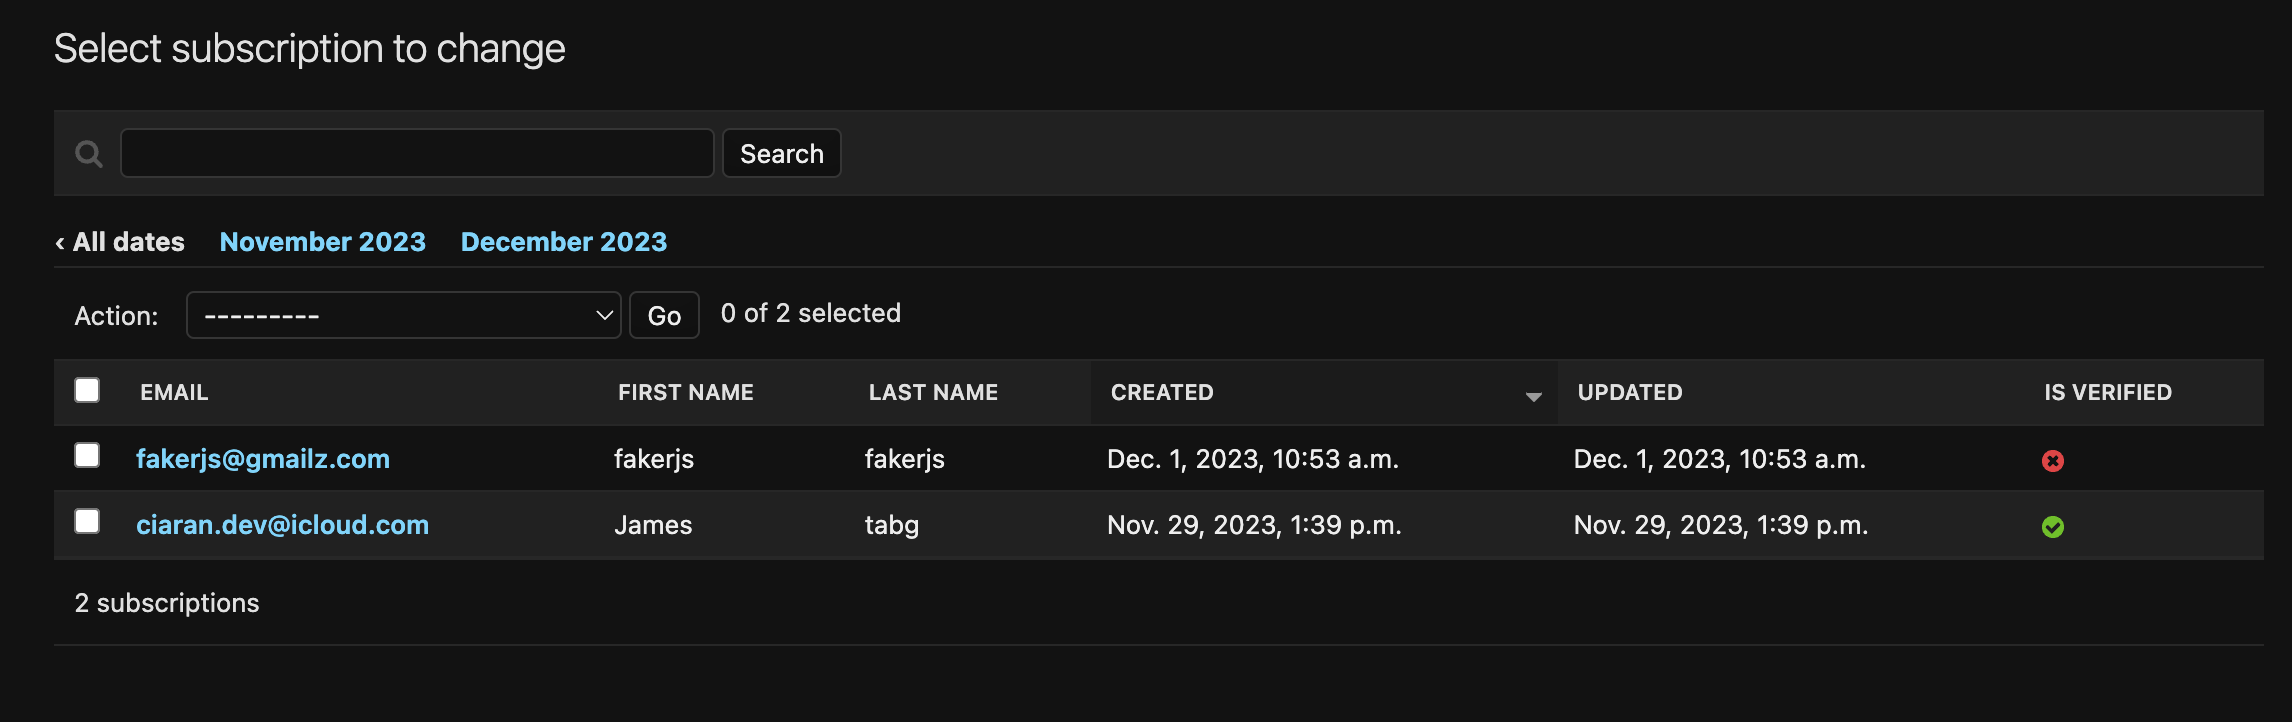 Select subscription to change
Search
‹ All dates November 2023 December 2023
Action: --------- Go 0 of 2 selected
EMAIL FIRST NAME LAST NAME CREATED UPDATED IS VERIFIED
fakerjs@gmailz.com fakerjs fakerjs Dec. 1, 2023, 10:53 a.m. Dec. 1, 2023, 10:53 a.m.
ciaran.dev@icloud.com James tabg Nov. 29, 2023, 1:39 p.m. Nov. 29, 2023, 1:39 p.m.
2 subscriptions